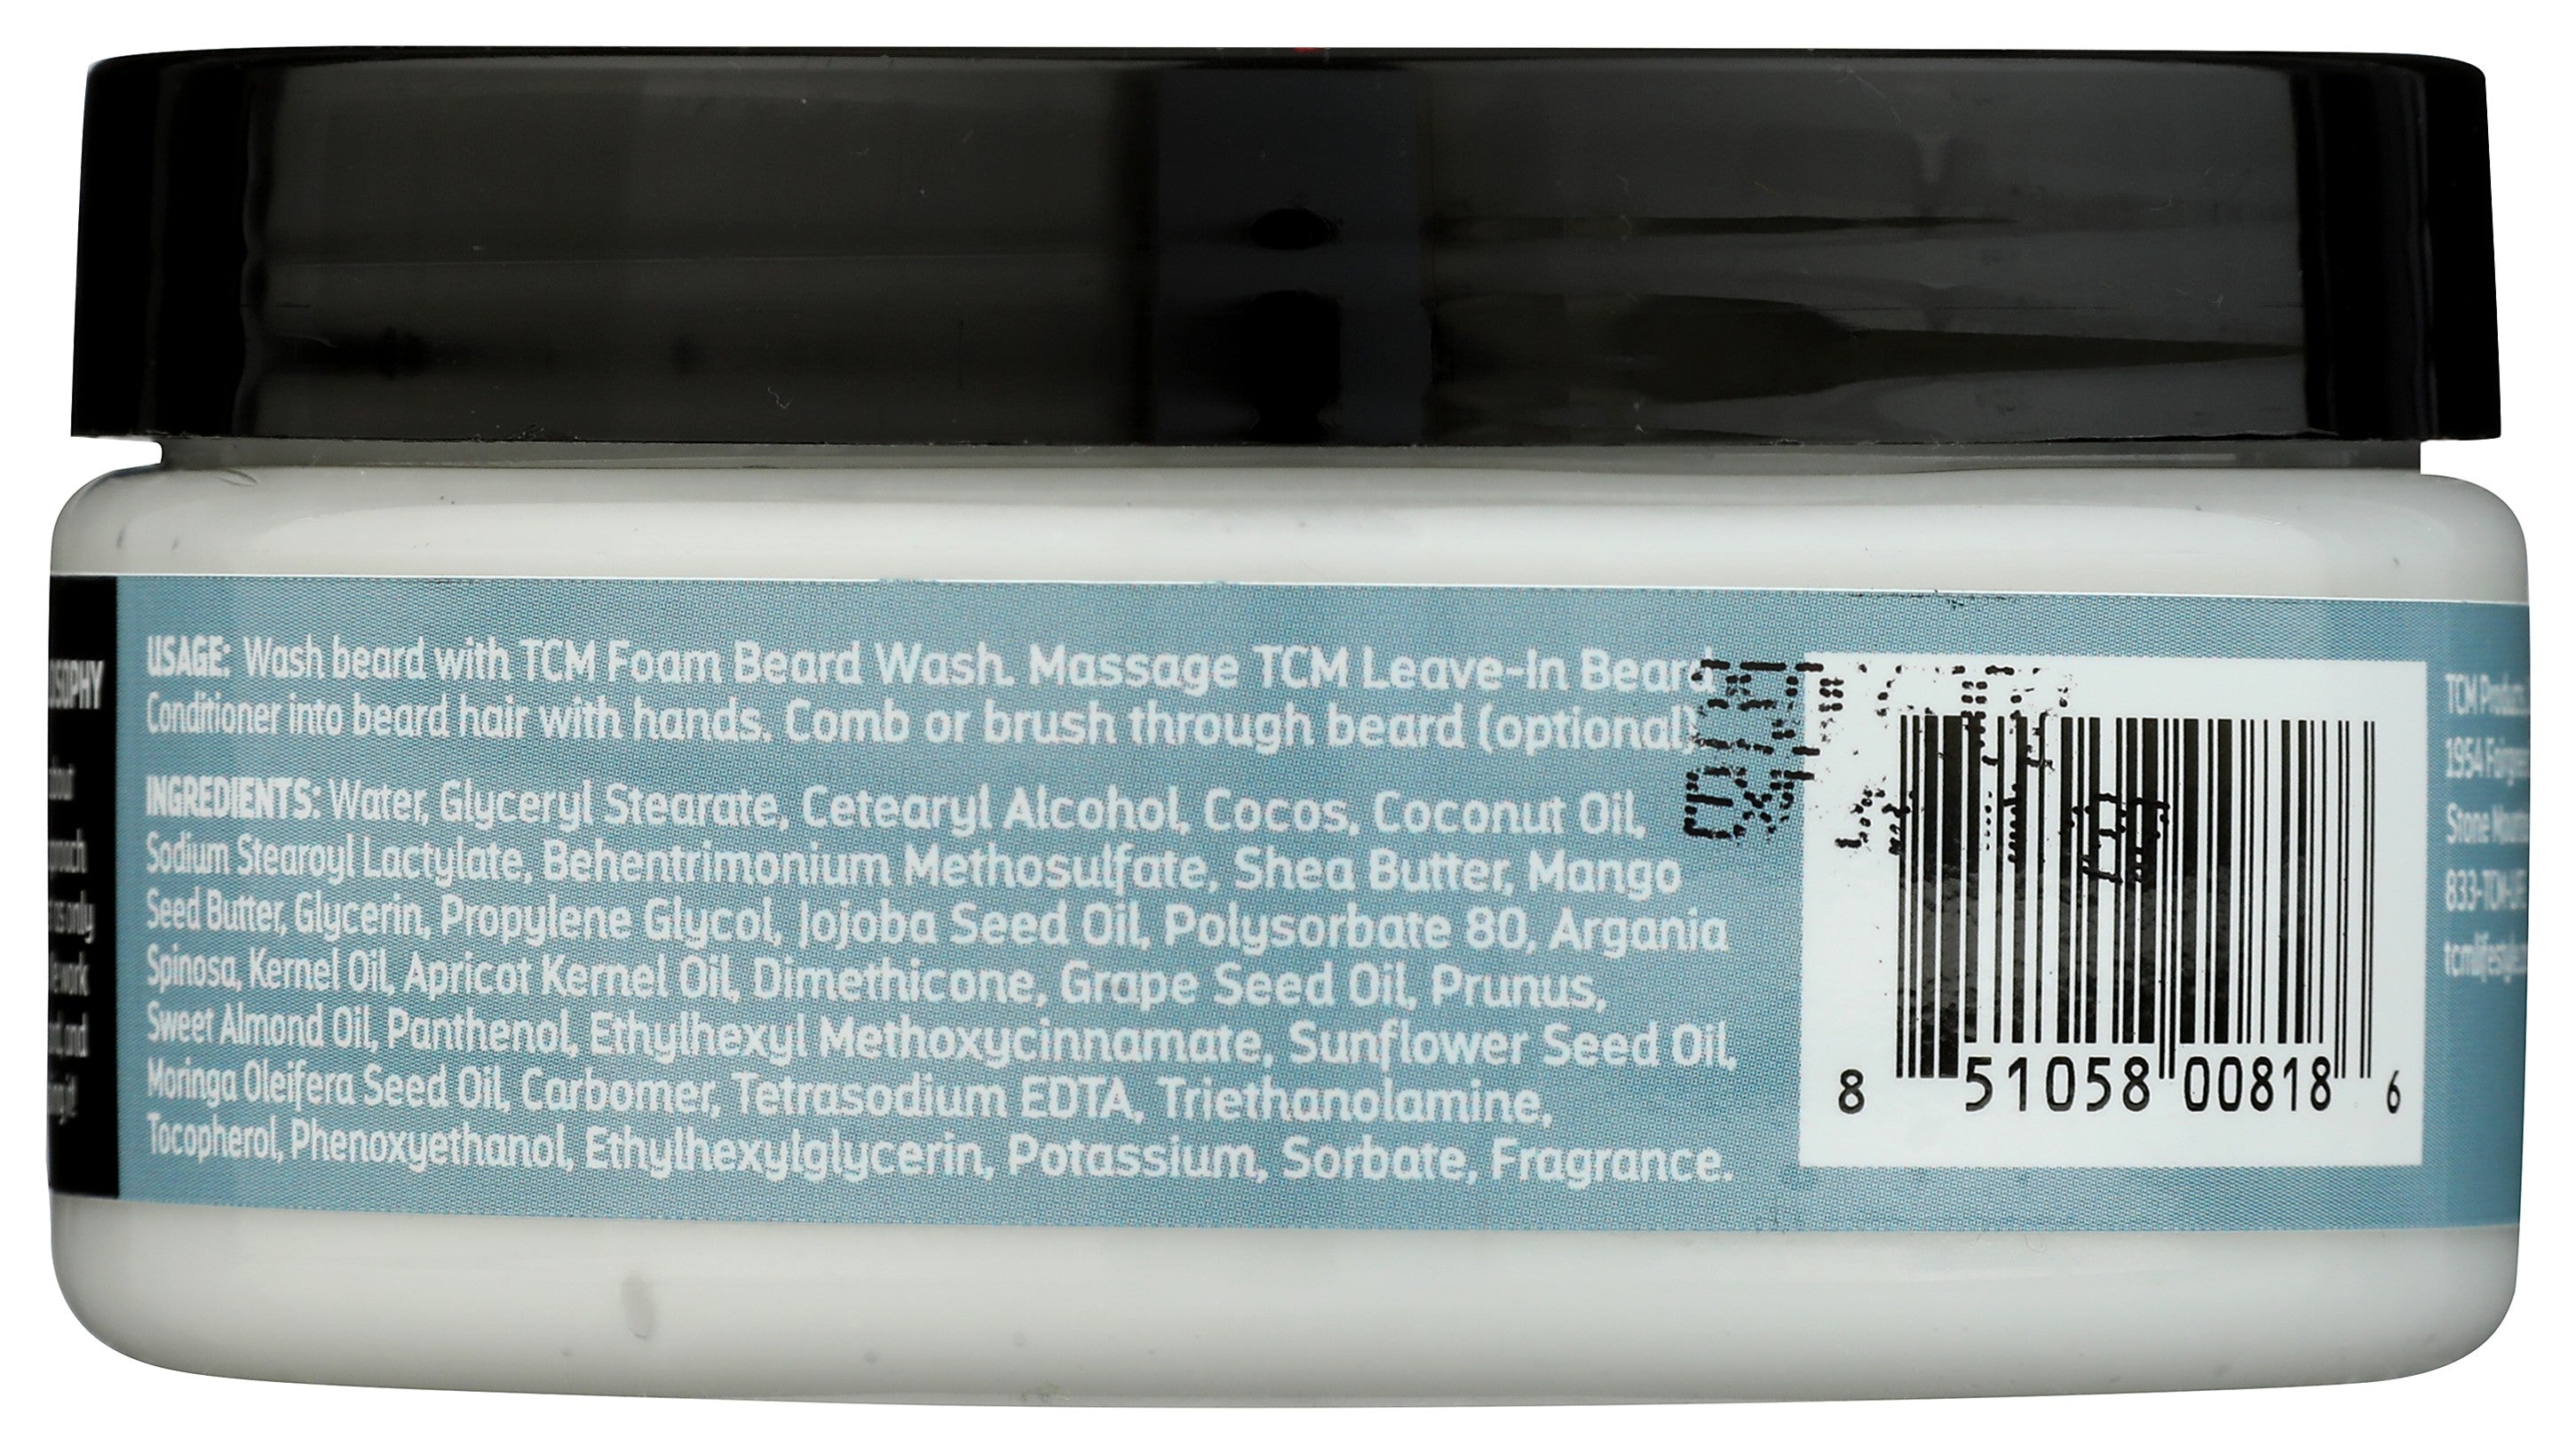 USAGE: Wash beard with TCM Foam Beard Wash. Massage TCM Leave-In Beard
Conditioner into beard hair with hands. Comb or brush through beard (optional).
INGREDIENTS: Water, Glyceryl Stearate, Cetearyl Alcohol, Cocos, Coconut Oil,
Sodium Stearoyl Lactylate, Behentrimonium Methosulfate, Shea Butter, Mango
Seed Butter, Glycerin, Propylene Glycol, Jojoba Seed Oil, Polysorbate 80, Argania
Spinosa, Kernel Oil, Apricot Kernel Oil, Dimethicone, Grape Seed Oil, Prunus,
Sweet Almond Oil, Panthenol, Ethylhexyl Methoxycinnamate, Sunflower Seed Oil,
Moringa Oleifera Seed Oil, Carbomer, Tetrasodium EDTA, Triethanolamine,
Tocopherol, Phenoxyethanol, Ethylhexylglycerin, Potassium, Sorbate, Fragrance.
8 51058 00818 6
TCM
1954
Stone